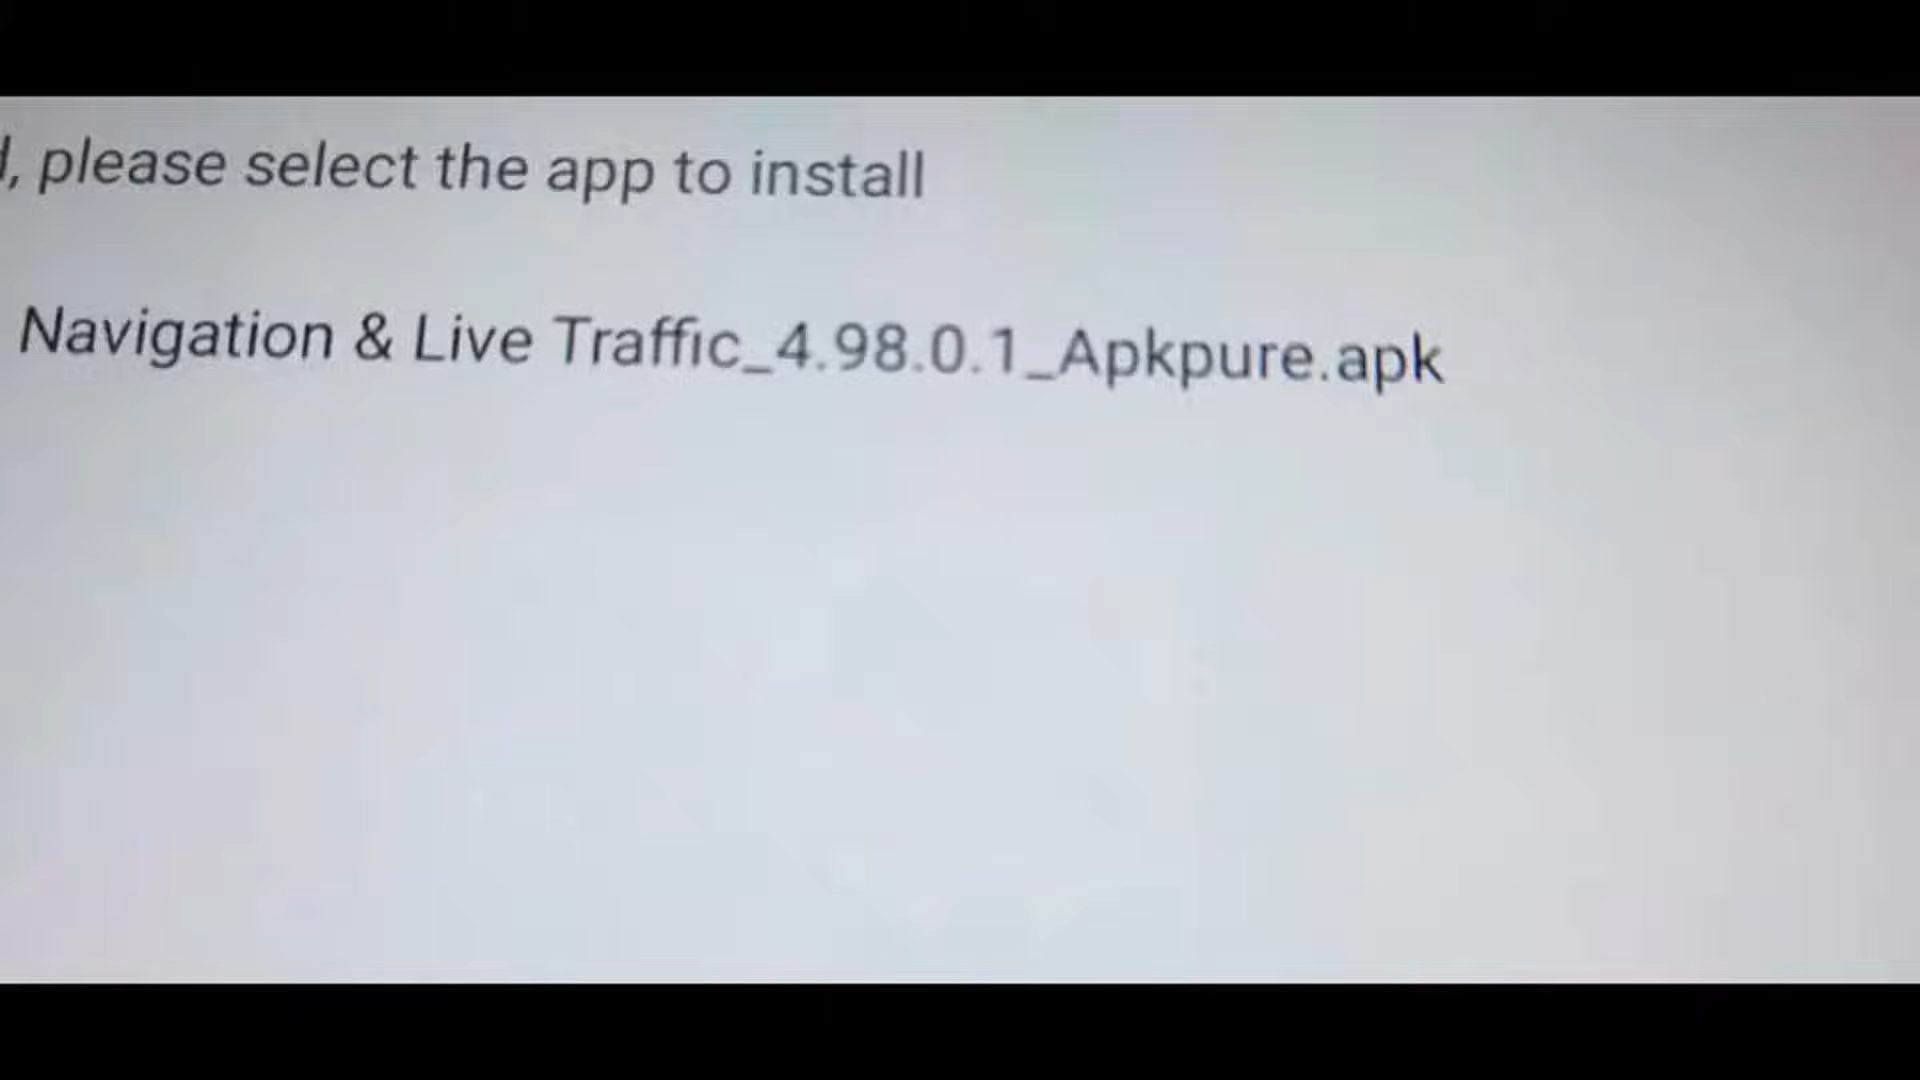 , please select the app to install
Navigation & Live Traffic_4.98.0.1_Apkpure.apk